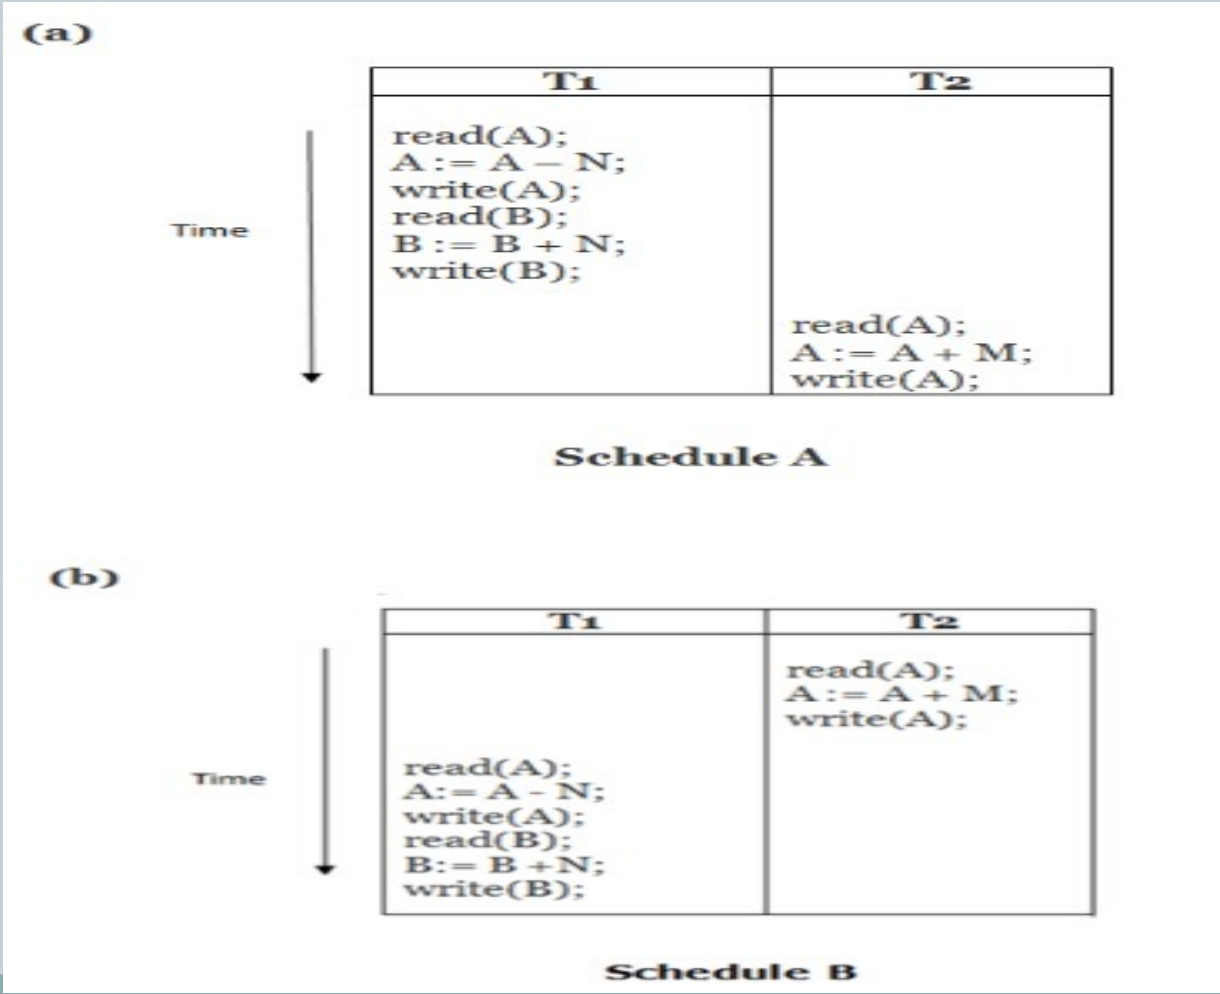 (a)
T1 T2
read(A);
A := A – N;
write(A);
read(B);
Time
B := B + N;
write(B);
read(A);
A := A + M;
write(A);
Schedule A
(b)
T1 T2
read(A);
A := A + M;
write(A);
Time
read(A);
A:= A - N;
write(A);
read(B);
B:= B +N;
write(B);
Schedule B